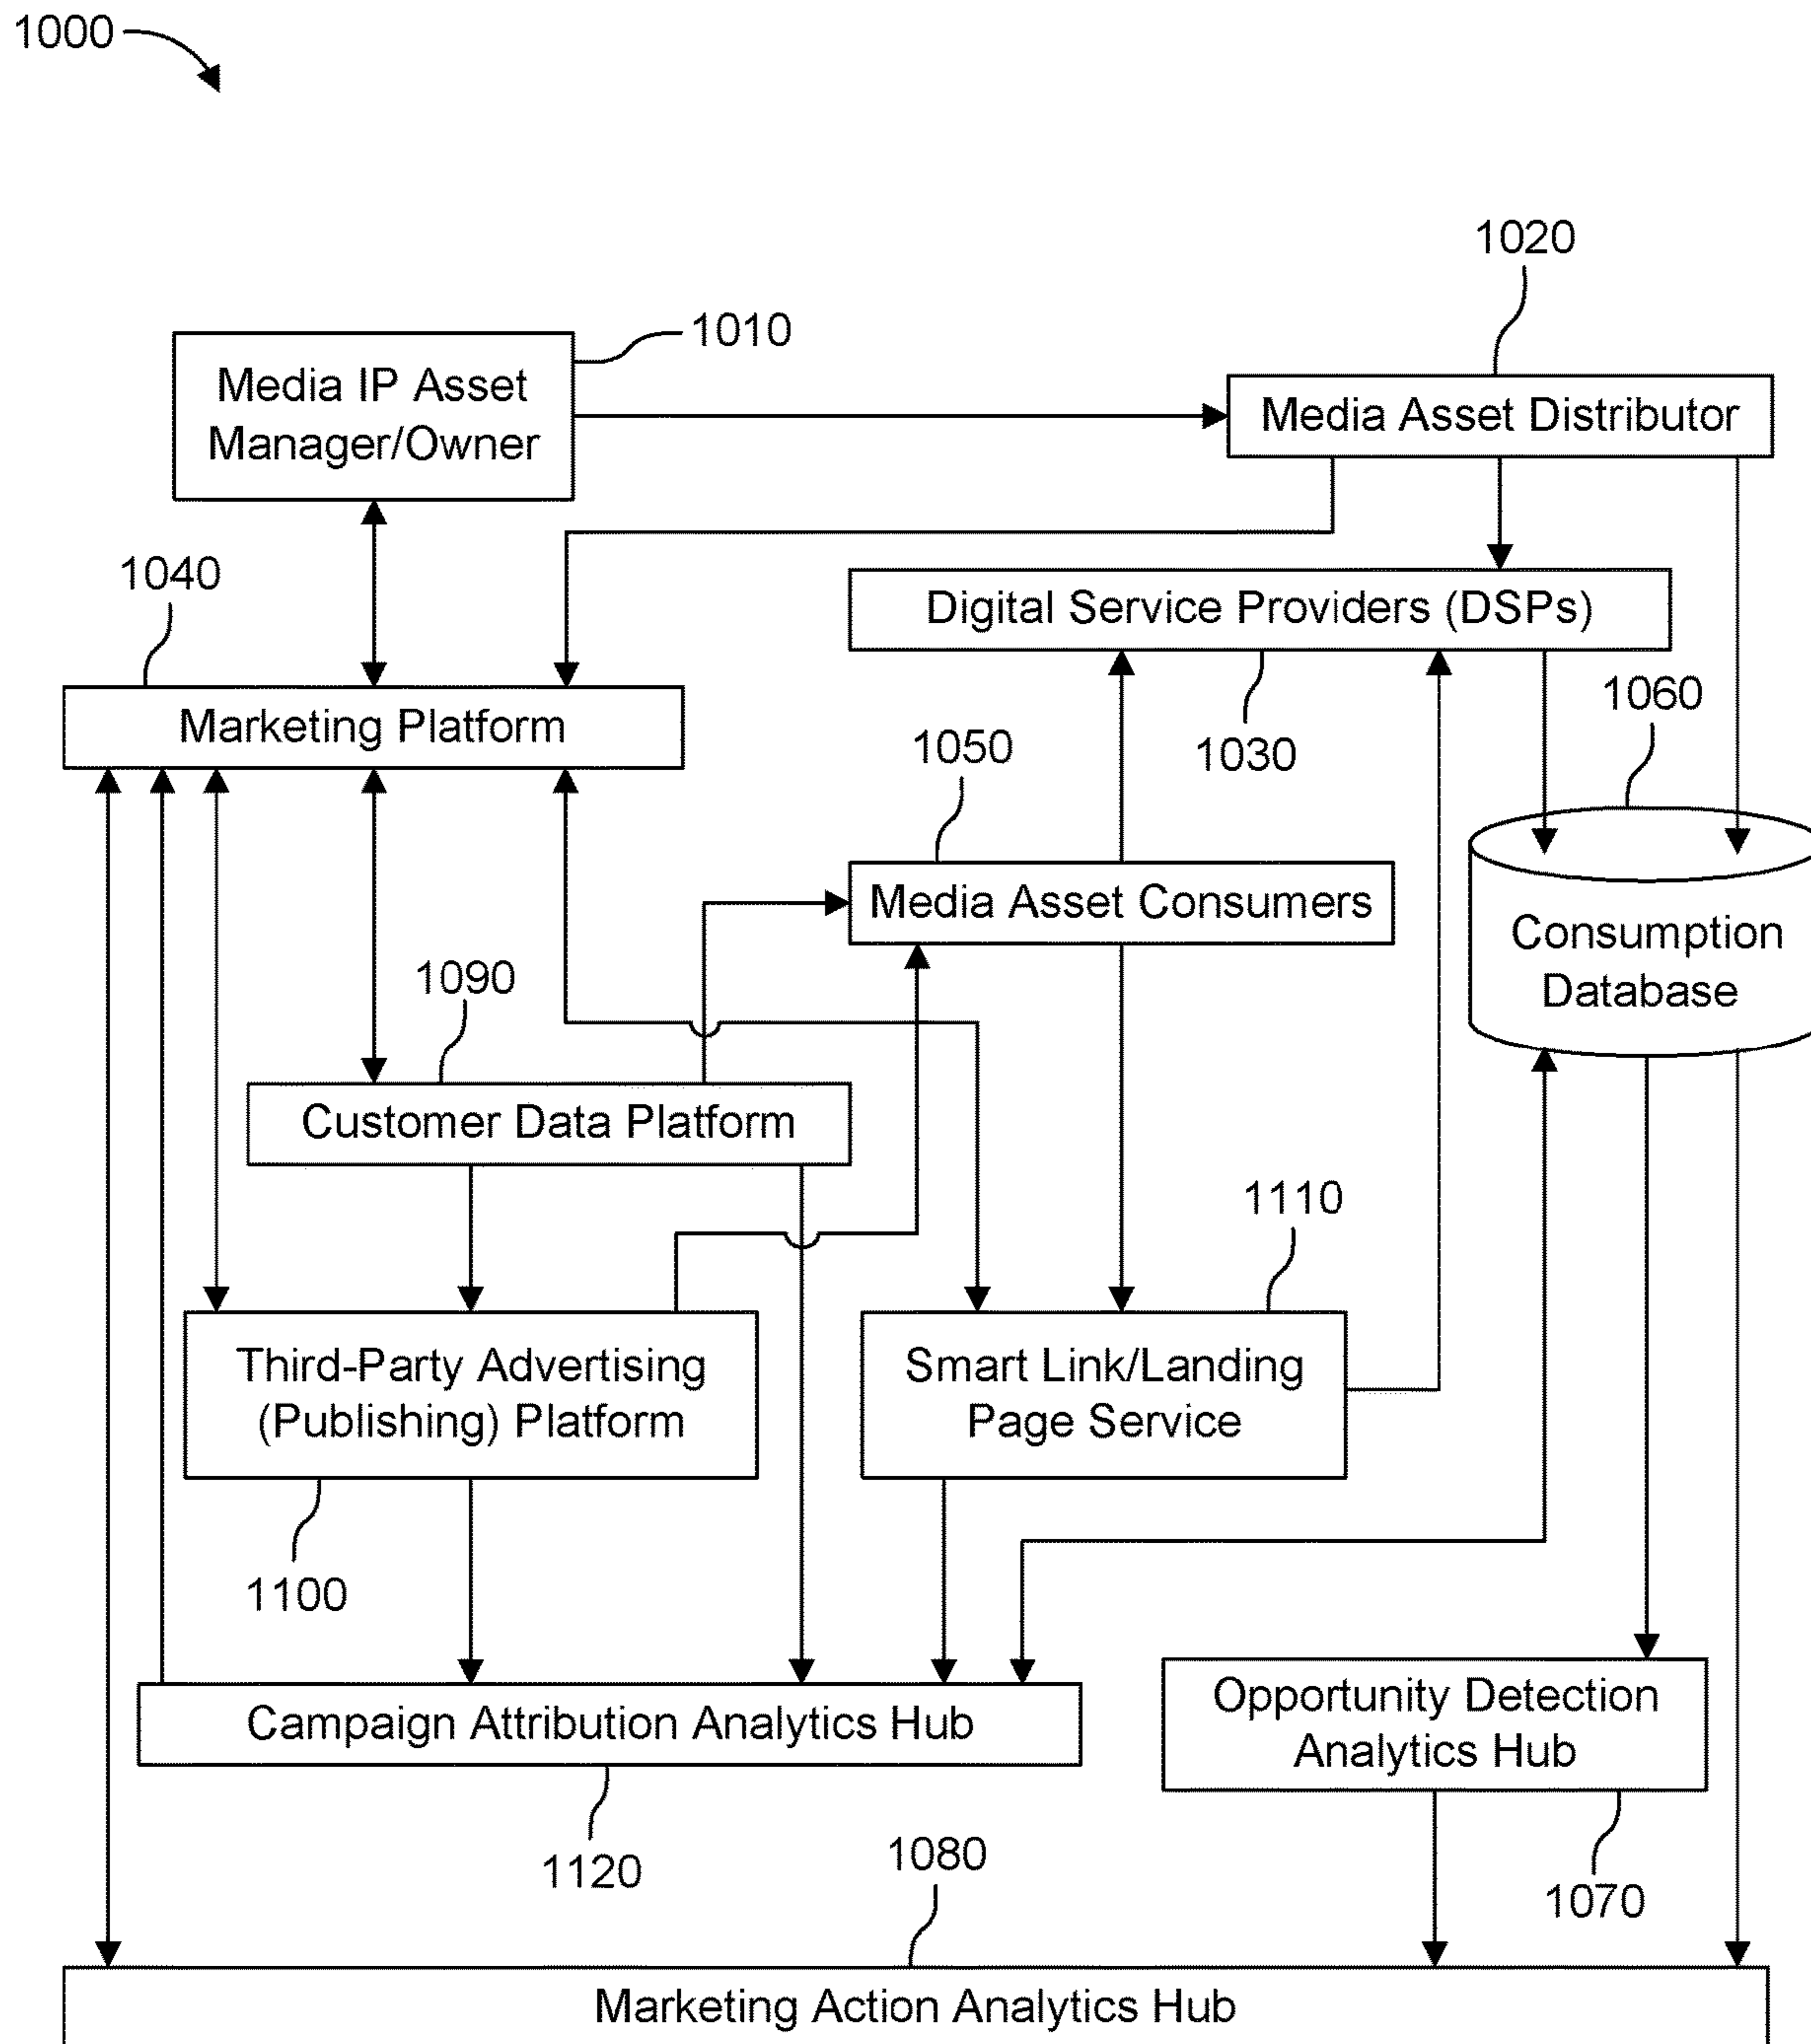 1000
1020
1010
Media IP Asset
Manager/Owner
Media Asset Distributor
1040
Digital Service Providers (DSPs)
1060
Marketing Platform
1050
1030
Media Asset Consumers
Consumption
Database
1090
Customer Data Platform
1110
Third-Party Advertising
(Publishing) Platform
Smart Link/Landing
Page Service
1100
Opportunity Detection
Analytics Hub
Campaign Attribution Analytics Hub
1120
1080
1070
Marketing Action Analytics Hub